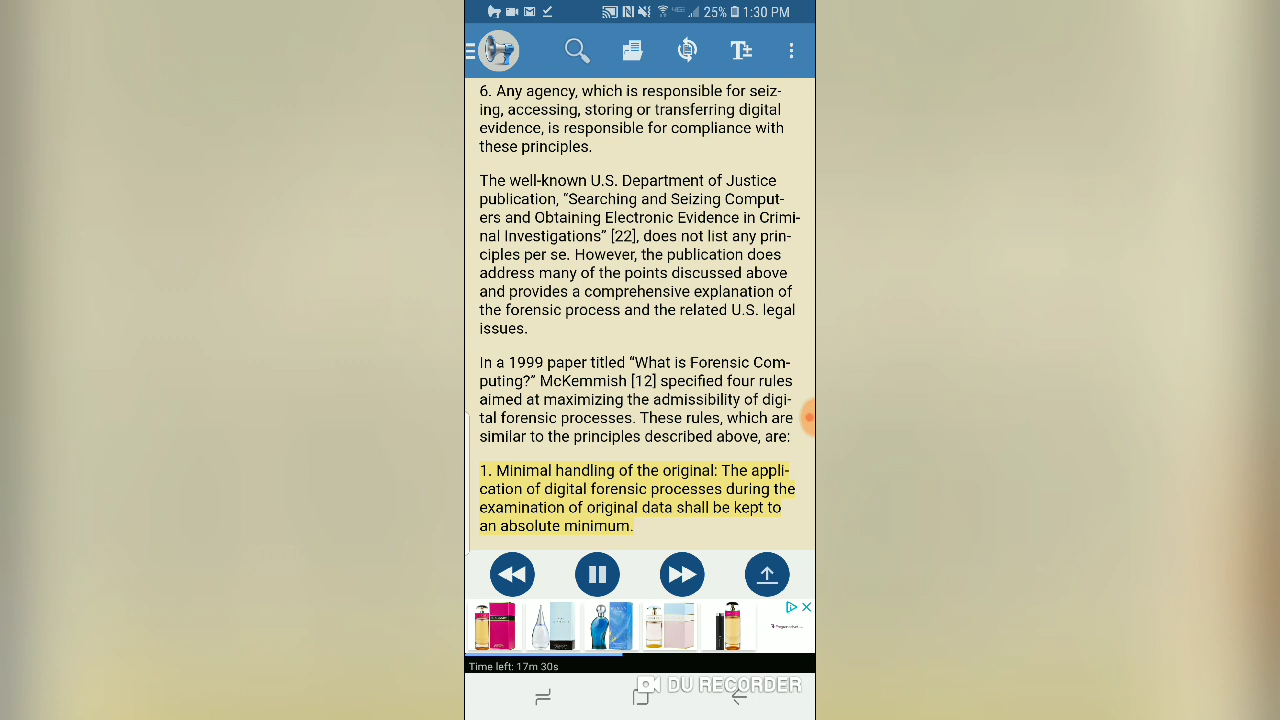 25% 1:30 PM
T±
6. Any agency, which is responsible for seiz-
ing, accessing, storing or transferring digital
evidence, is responsible for compliance with
these principles.
The well-known U.S. Department of Justice
publication, “Searching and Seizing Comput-
ers and Obtaining Electronic Evidence in Crimi-
nal Investigations” [22], does not list any prin-
ciples per se. However, the publication does
address many of the points discussed above
and provides a comprehensive explanation of
the forensic process and the related U.S. legal
issues.
In a 1999 paper titled “What is Forensic Com-
puting?” McKemmish [12] specified four rules
aimed at maximizing the admissibility of digi-
tal forensic processes. These rules, which are
similar to the principles described above, are:
1. Minimal handling of the original: The appli-
cation of digital forensic processes during the
examination of original data shall be kept to
an absolute minimum.
Time left: 17m 30s
DU RECORDER